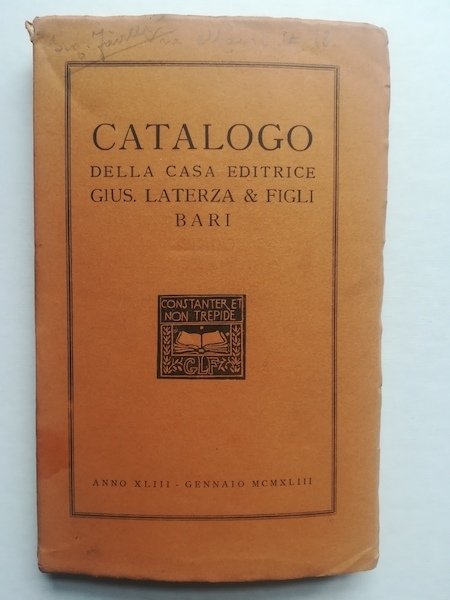 CATALOGO
DELLA CASA EDITRICE
GIUS. LATERZA & FIGLI
BARI
CONSTANTER ET
NON TREPIDE
GLF
ANNO XLIII - GENNAIO MCMXLIII